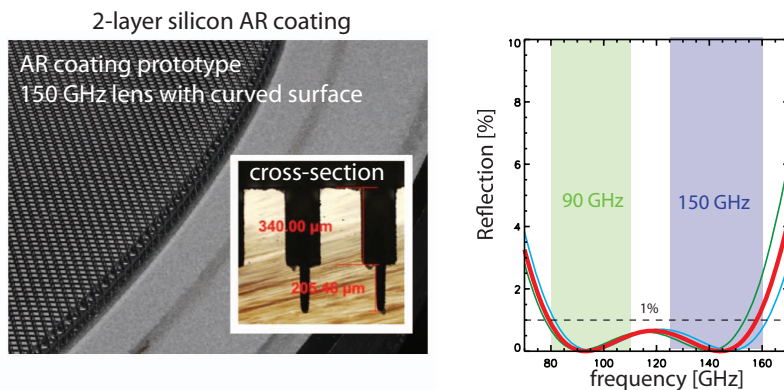 2-layer silicon AR coating
AR coating prototype
150 GHz lens with curved surface
cross-section
340.00 µm
205.48 µm
Reflection [%]
10
8
6
4
2
0
90 GHz
150 GHz
1%
80
100
120
140
160
frequency [GHz]